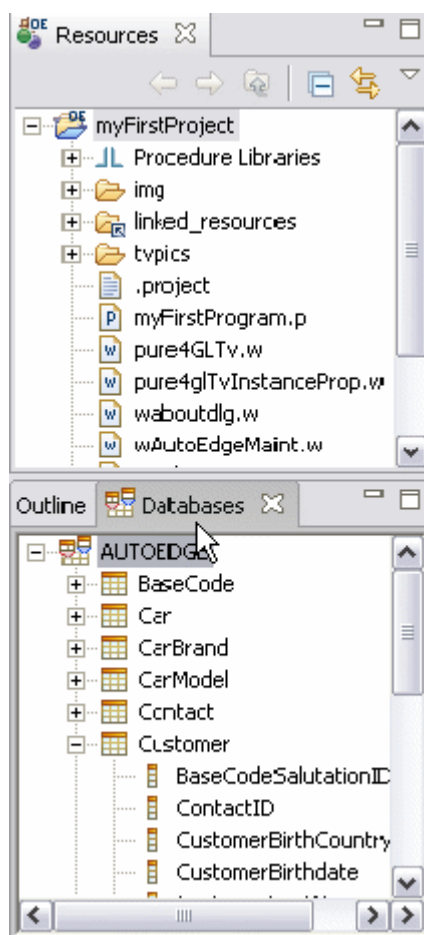 Resources
myFirstProject
Procedure Libraries
img
linked_resources
tvpics
.project
myFirstProgram.p
pure4GLTv.w
pure4glTvInstanceProp.w
waboutdlg.w
wAutoEdgeMaint.w
Outline Databases
AUTOEDGE
BaseCode
Car
CarBrand
CarModel
Contact
Customer
BaseCodeSalutationID
ContactID
CustomerBirthCountry
CustomerBirthdate